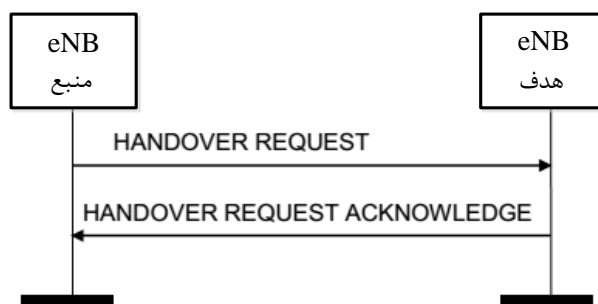 eNB
منبع
eNB
هدف
HANDOVER REQUEST
HANDOVER REQUEST ACKNOWLEDGE